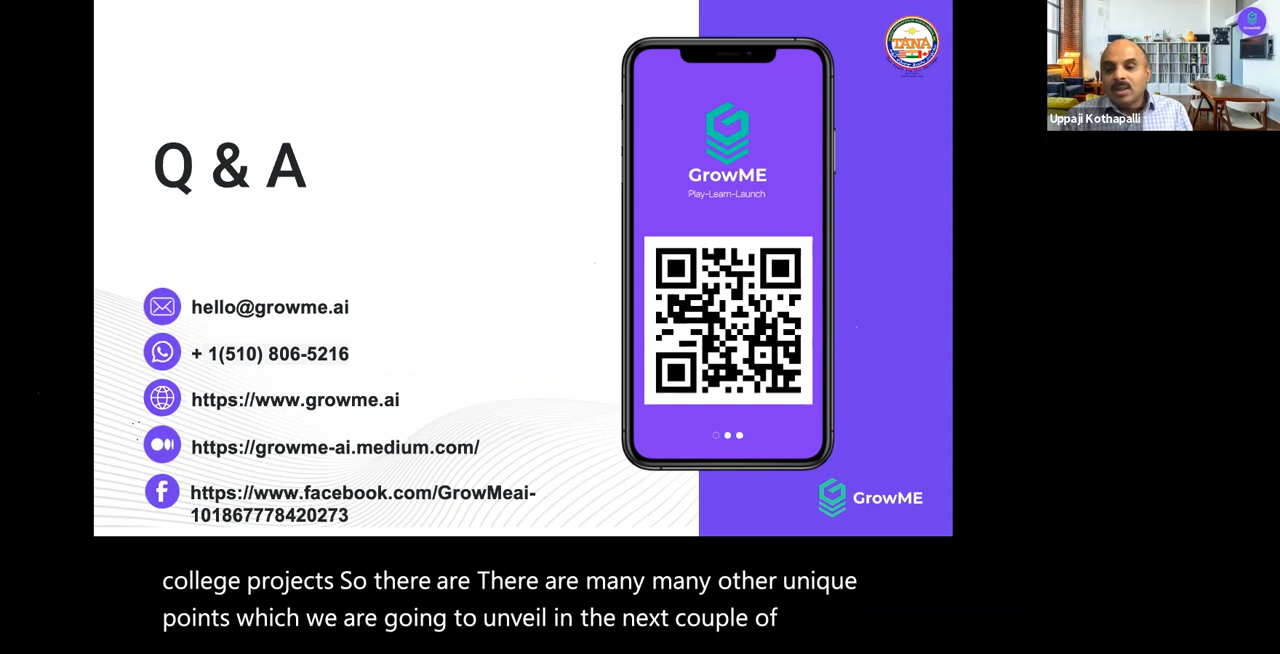 TANA
GrowME
Uppaji Kothapalli
Q & A
GrowME
Play-Learn-Launch
hello@growme.ai
+ 1(510) 806-5216
https://www.growme.ai
https://growme-ai.medium.com/
https://www.facebook.com/GrowMeai-
101867778420273
GrowME
college projects So there are There are many many other unique
points which we are going to unveil in the next couple of